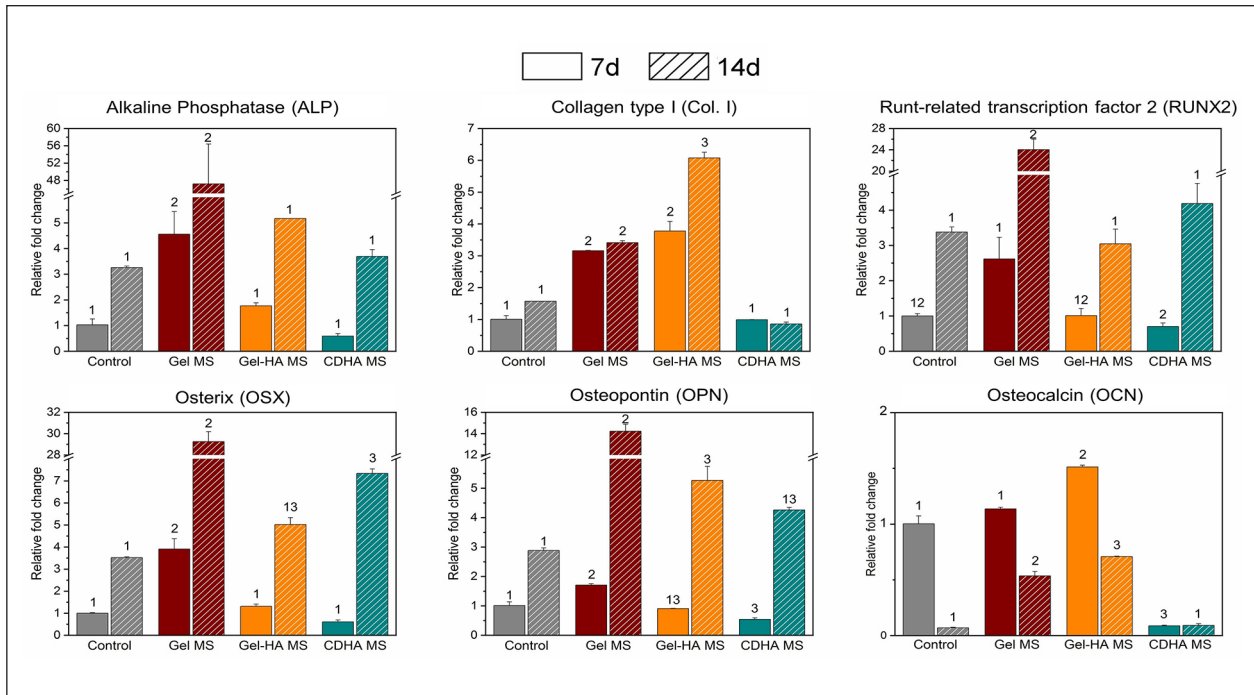 7d 14d
Alkaline Phosphatase (ALP)
Relative fold change
60
56
52
48
5
4
3
2
1
0
1 1 2 2 1 1 1 1
Control Gel MS Gel-HA MS CDHA MS
Collagen type I (Col. I)
Relative fold change
7
6
5
4
3
2
1
0
1 1 2 2 2 3 1 1
Control Gel MS Gel-HA MS CDHA MS
Runt-related transcription factor 2 (RUNX2)
Relative fold change
28
24
20
4
3
2
1
0
12 1 1 2 12 1 2 1
Control Gel MS Gel-HA MS CDHA MS
Osterix (OSX)
Relative fold change
32
30
28
7
6
5
4
3
2
1
0
1 1 2 2 1 13 1 3
Control Gel MS Gel-HA MS CDHA MS
Osteopontin (OPN)
Relative fold change
16
14
12
5
4
3
2
1
0
1 1 2 2 13 3 3 13
Control Gel MS Gel-HA MS CDHA MS
Osteocalcin (OCN)
Relative fold change
2
1
0
1 1 1 2 2 3 3 1
Control Gel MS Gel-HA MS CDHA MS